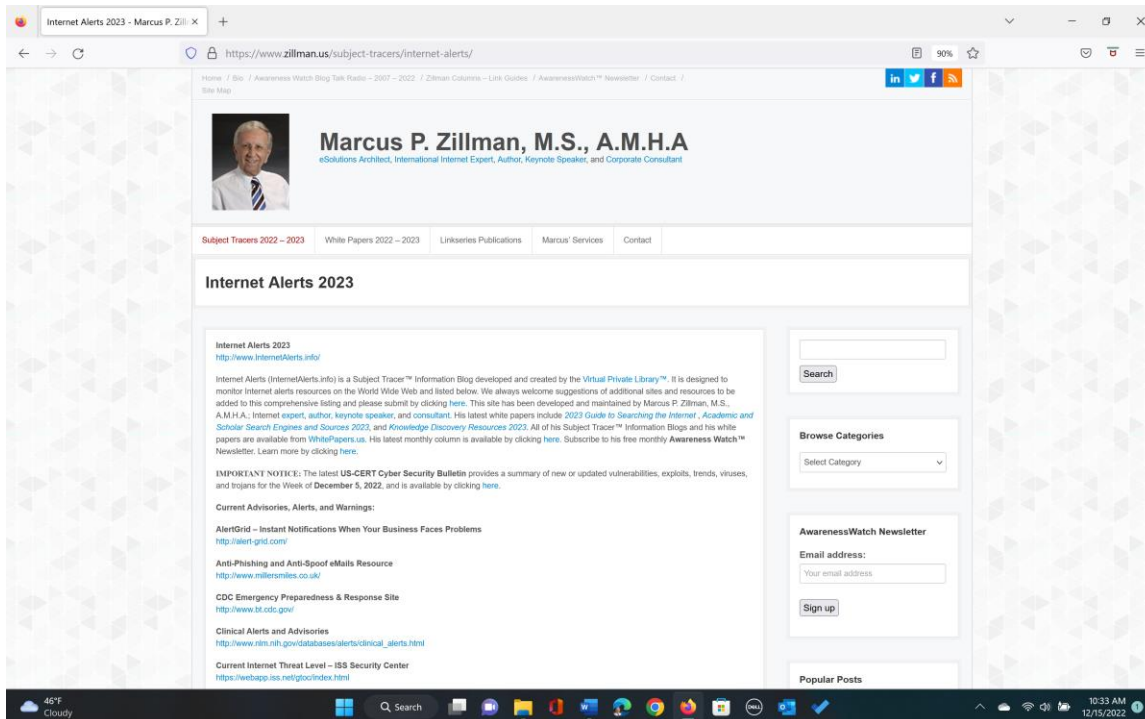 Internet Alerts 2023 - Marcus P. Zill
https://www.zillman.us/subject-tracers/internet-alerts/
90%
Home / Bio / Awareness Watch Blog Talk Radio – 2007 – 2022 / Zillman Columns – Link Guides / AwarenessWatch™ Newsletter / Contact /
Site Map
Marcus P. Zillman, M.S., A.M.H.A
eSolutions Architect, International Internet Expert, Author, Keynote Speaker, and Corporate Consultant
Subject Tracers 2022 – 2023 White Papers 2022 – 2023 Linkseries Publications Marcus' Services Contact
Internet Alerts 2023
Internet Alerts 2023
http://www.InternetAlerts.info/
Internet Alerts (InternetAlerts.info) is a Subject Tracer™ Information Blog developed and created by the Virtual Private Library™. It is designed to
monitor Internet alerts resources on the World Wide Web and listed below. We always welcome suggestions of additional sites and resources to be
added to this comprehensive listing and please submit by clicking here. This site has been developed and maintained by Marcus P. Zillman, M.S.,
A.M.H.A.; Internet expert, author, keynote speaker, and consultant. His latest white papers include 2023 Guide to Searching the Internet , Academic and
Scholar Search Engines and Sources 2023, and Knowledge Discovery Resources 2023. All of his Subject Tracer™ Information Blogs and his white
papers are available from WhitePapers.us. His latest monthly column is available by clicking here. Subscribe to his free monthly Awareness Watch™
Newsletter. Learn more by clicking here.
IMPORTANT NOTICE: The latest US-CERT Cyber Security Bulletin provides a summary of new or updated vulnerabilities, exploits, trends, viruses,
and trojans for the Week of December 5, 2022, and is available by clicking here.
Current Advisories, Alerts, and Warnings:
AlertGrid – Instant Notifications When Your Business Faces Problems
http://alert-grid.com/
Anti-Phishing and Anti-Spoof eMails Resource
http://www.millersmiles.co.uk/
CDC Emergency Preparedness & Response Site
http://www.bt.cdc.gov/
Clinical Alerts and Advisories
http://www.nlm.nih.gov/databases/alerts/clinical_alerts.html
Current Internet Threat Level – ISS Security Center
https://webapp.iss.net/gtoc/index.html
Search
Browse Categories
Select Category
AwarenessWatch Newsletter
Email address:
Your email address
Sign up
Popular Posts
46°F
Cloudy
Search
DELL
10:33 AM
12/15/2022